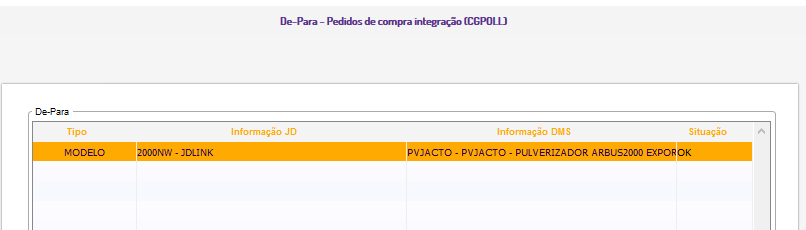 De-Para - Pedidos de compra integração (CGPOLL)
De-Para
Tipo Informação JD Informação DMS Situação
MODELO 2000NW - JDLINK PVJACTO - PVJACTO - PULVERIZADOR ARBUS2000 EXPOR OK